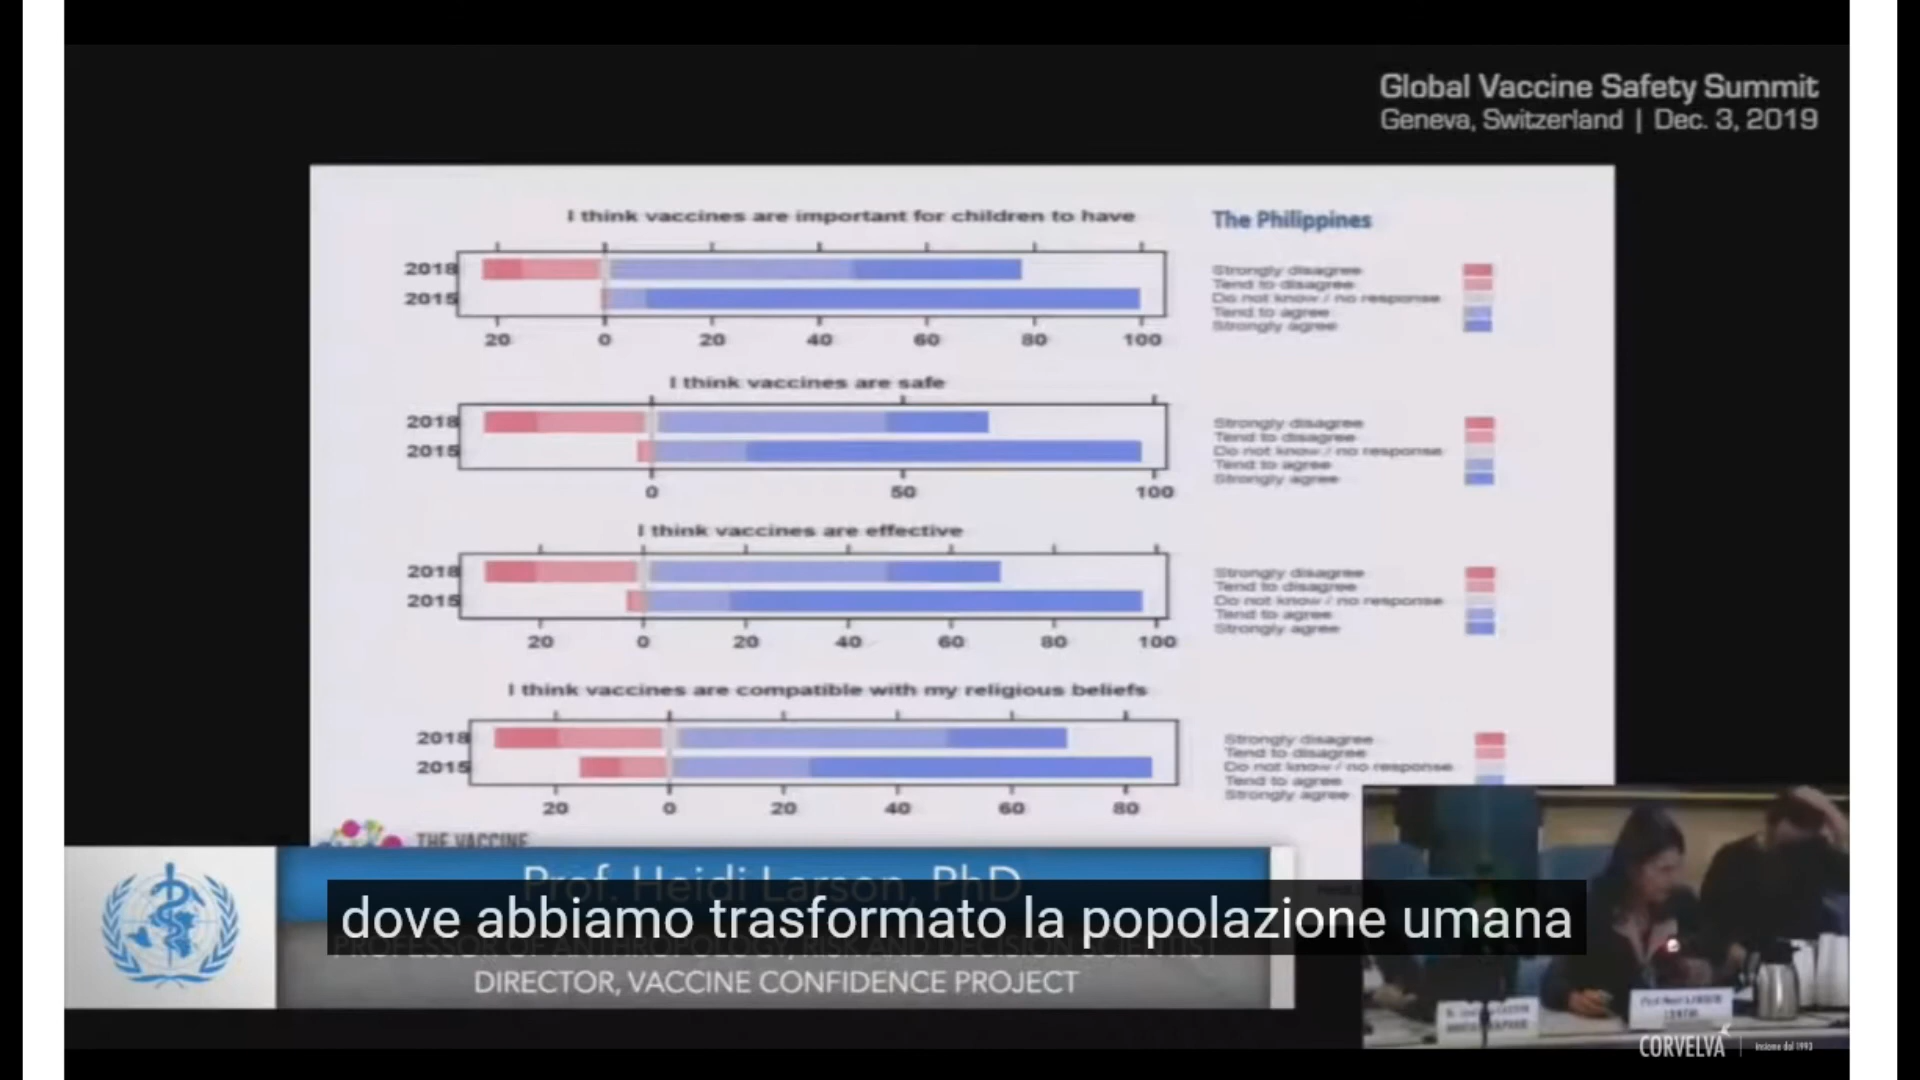 Global Vaccine Safety Summit
Geneva, Switzerland | Dec. 3, 2019
I think vaccines are important for children to have
The Philippines
2018
2015
20 0 20 40 60 80 100
Strongly disagree
Tend to disagree
Do not know / no response
Tend to agree
Strongly agree
I think vaccines are safe
2018
2015
0 50 100
Strongly disagree
Tend to disagree
Do not know / no response
Tend to agree
Strongly agree
I think vaccines are effective
2018
2015
20 0 20 40 60 80 100
Strongly disagree
Tend to disagree
Do not know / no response
Tend to agree
Strongly agree
I think vaccines are compatible with my religious beliefs
2018
2015
20 0 20 40 60 80
Strongly disagree
Tend to disagree
Do not know / no response
Tend to agree
Strongly agree
THE VACCINE
Prof. Heidi Larson, PhD
dove abbiamo trasformato la popolazione umana
PROFESSOR OF ANTHROPOLOGY, RISK AND DECISION SCIENTIST
DIRECTOR, VACCINE CONFIDENCE PROJECT
CORVELVA
insieme dal 1993